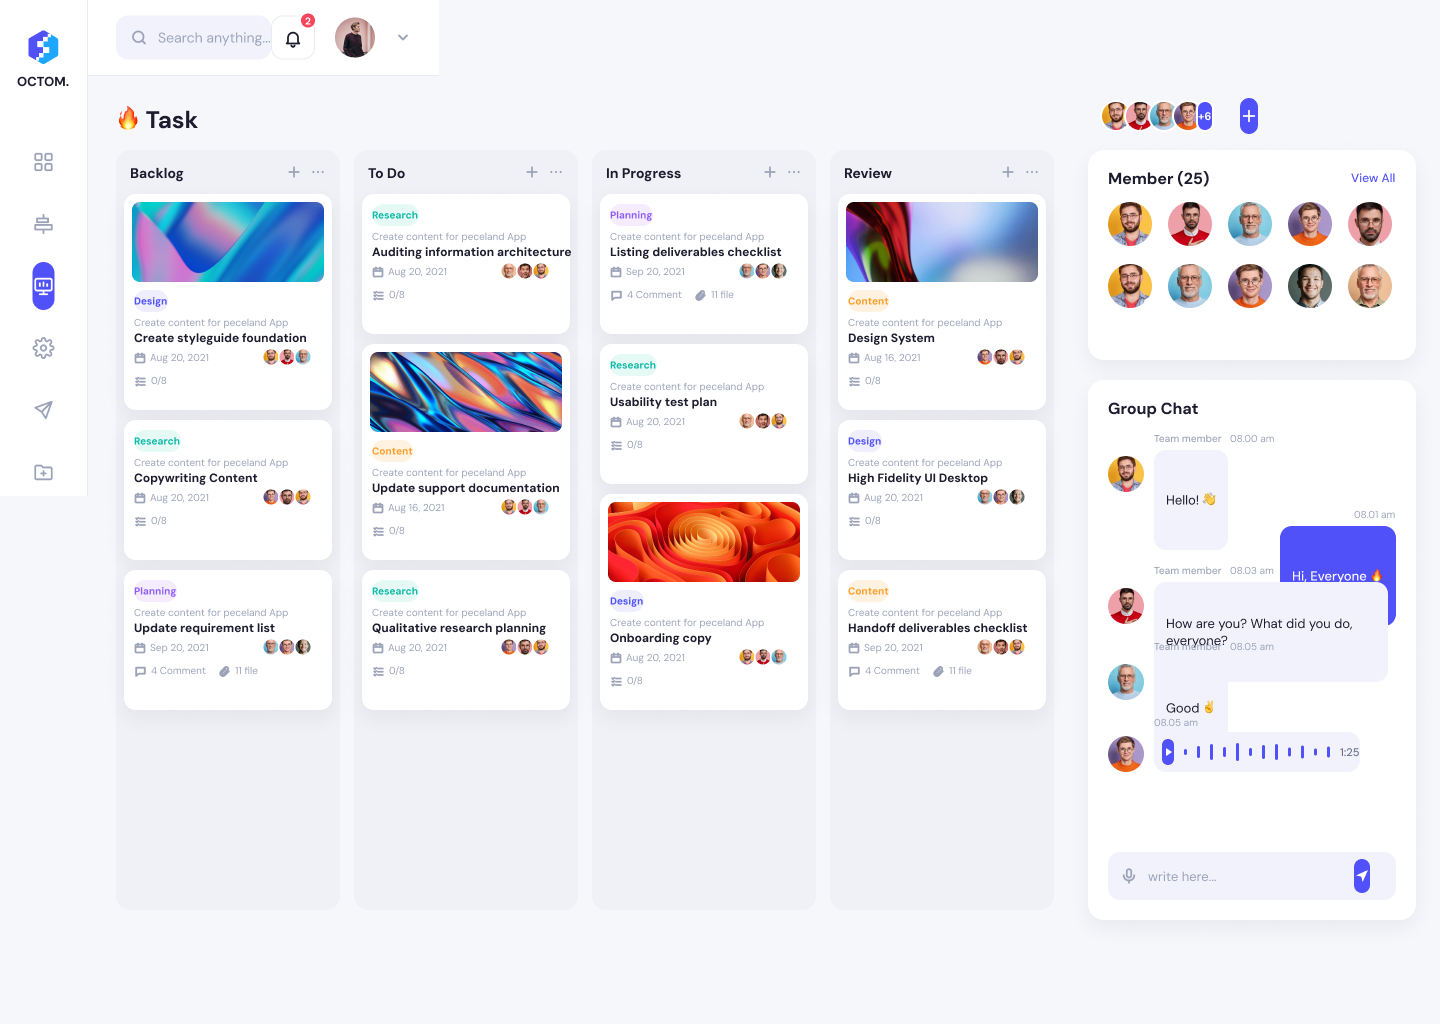 Search anything...
2
OCTOM.
Task
+6
Backlog
Design
Create content for peceland App
Create styleguide foundation
Aug 20, 2021
0/8
Research
Create content for peceland App
Copywriting Content
Aug 20, 2021
0/8
Planning
Create content for peceland App
Update requirement list
Sep 20, 2021
4 Comment 11 file
To Do
Research
Create content for peceland App
Auditing information architecture
Aug 20, 2021
0/8
Content
Create content for peceland App
Update support documentation
Aug 16, 2021
0/8
Research
Create content for peceland App
Qualitative research planning
Aug 20, 2021
0/8
In Progress
Planning
Create content for peceland App
Listing deliverables checklist
Sep 20, 2021
4 Comment 11 file
Research
Create content for peceland App
Usability test plan
Aug 20, 2021
0/8
Design
Create content for peceland App
Onboarding copy
Aug 20, 2021
0/8
Review
Content
Create content for peceland App
Design System
Aug 16, 2021
0/8
Design
Create content for peceland App
High Fidelity UI Desktop
Aug 20, 2021
0/8
Content
Create content for peceland App
Handoff deliverables checklist
Sep 20, 2021
4 Comment 11 file
Member (25)
View All
Group Chat
Team member 08.00 am
Hello! 👋
08.01 am
Hi, Everyone 🔥
Team member 08.03 am
How are you? What did you do,
everyone?
Team member 08.05 am
Good ✌
08.05 am
1:25
write here...